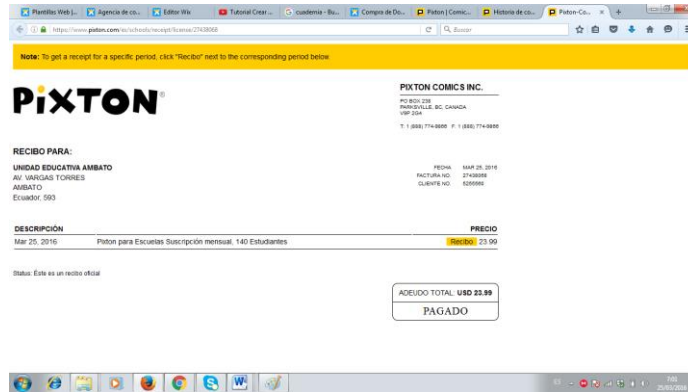 Plantillas Web |...
Agencia de co...
Editor Wix
Tutorial Crear ...
cuadernia - Bu...
Compra de Do...
Pixton | Comic...
Historia de co...
Pixton-Co...
https://www.pixton.com/es/schools/receipt/license/27438068
Buscar
Note: To get a receipt for a specific period, click "Recibo" next to the corresponding period below.
PiXTON®
PIXTON COMICS INC.
PO BOX 238
PARKSVILLE, BC, CANADA
V9P 2G4
T: 1 (888) 774-9866 F: 1 (888) 774-9866
RECIBO PARA:
UNIDAD EDUCATIVA AMBATO
AV. VARGAS TORRES
AMBATO
Ecuador, 593
FECHA MAR 25, 2016
FACTURA NO. 27438068
CLIENTE NO.
DESCRIPCIÓN PRECIO
Mar 25, 2016 Pixton para Escuelas Suscripción mensual, 140 Estudiantes Recibo 23.99
Status: Éste es un recibo oficial
ADEUDO TOTAL: USD 23.99
PAGADO
25/03/2016